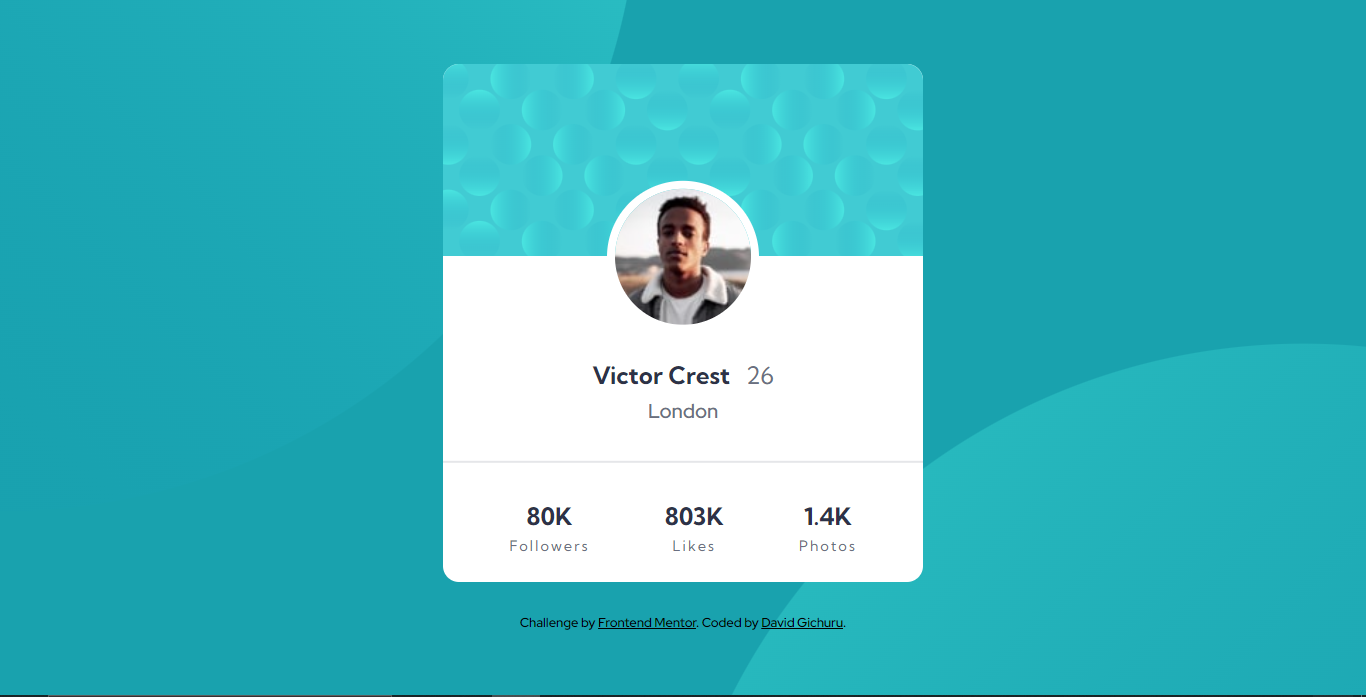 Victor Crest 26
London
80K 803K 1.4K
Followers Likes Photos
Challenge by Frontend Mentor. Coded by David Gichuru.